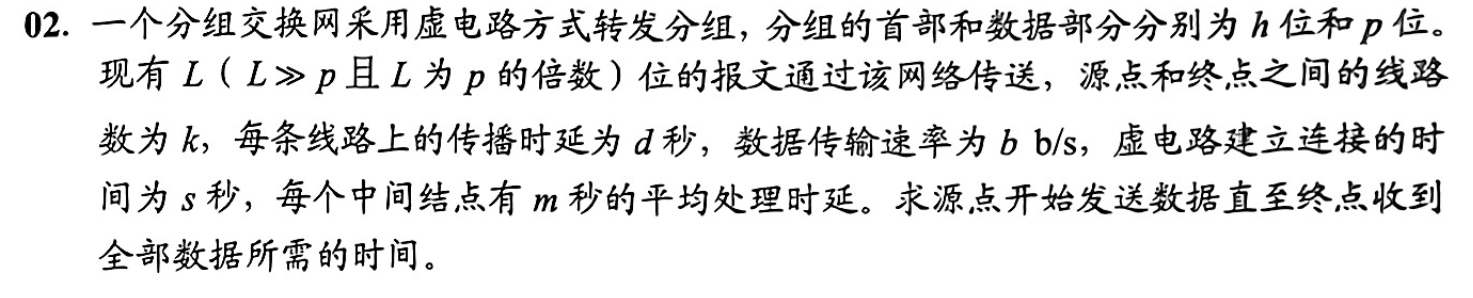 02. 一个分组交换网采用虚电路方式转发分组，分组的首部和数据部分分别为 h 位和 p 位。
现有 L（L≫p 且 L 为 p 的倍数）位的报文通过该网络传送，源点和终点之间的线路
数为 k，每条线路上的传播时延为 d 秒，数据传输速率为 b b/s，虚电路建立连接的时
间为 s 秒，每个中间结点有 m 秒的平均处理时延。求源点开始发送数据直至终点收到
全部数据所需的时间。